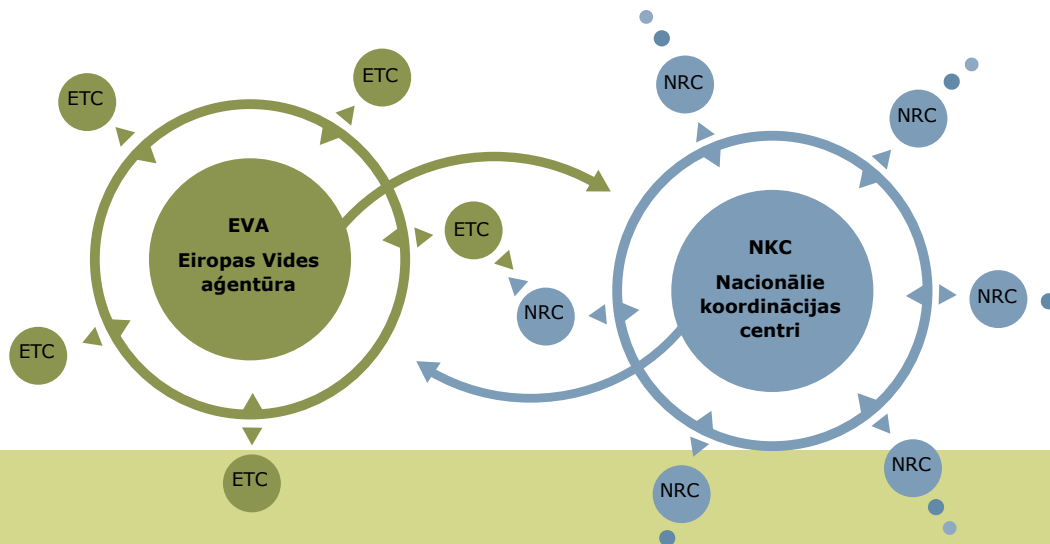 ETC
ETC
EVA
Eiropas Vides
aģentūra
ETC
ETC
ETC
NRC
NRC
NRC
NKC
Nacionālie
koordinācijas
centri
NRC
NRC
NRC